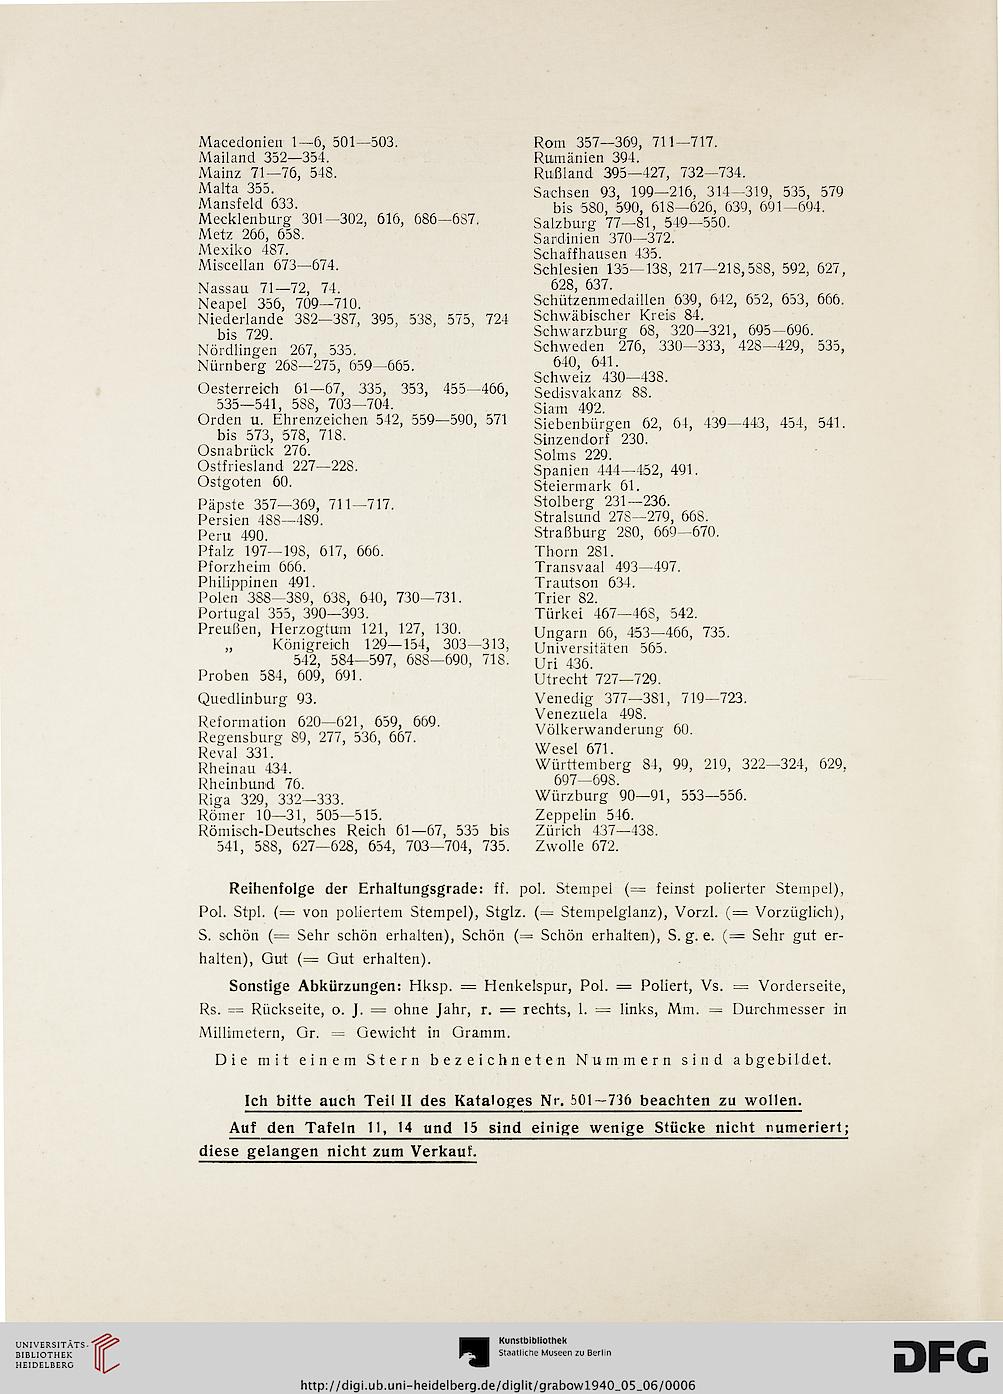 Macedonien 1—6, 501—503.
Mailand 352—354.
Mainz 71—76, 548.
Malta 355.
Mansfeld 633.
Mecklenburg 301—302, 616, 686—687.
Metz 266, 658.
Mexiko 487.
Miscellan 673—674.
Nassau 71—72, 74.
Neapel 356, 709—710.
Niederlande 382—387, 395, 538, 575, 724
bis 729.
Nördlingen 267, 535.
Nürnberg 268—275, 659—665.
Oesterreich 61—67, 335, 353, 455—466,
535—541, 588, 703—704.
Orden u. Ehrenzeichen 542, 559—590, 571
bis 573, 578, 718.
Osnabrück 276.
Ostfriesland 227—228.
Ostgoten 60.
Päpste 357—369, 711—717.
Persien 488—489.
Peru 490.
Pfalz 197—198, 617, 666.
Pforzheim 666.
Philippinen 491.
Polen 388—389, 638, 640, 730—731.
Portugal 355, 390—393.
Preußen, Herzogtum 121, 127, 130.
„ Königreich 129—154, 303—313,
542, 584—597, 688—690, 718.
Proben 584, 609, 691.
Quedlinburg 93.
Reformation 620—621, 659, 669.
Regensburg 89, 277, 536, 667.
Reval 331.
Rheinau 434.
Rheinbund 76.
Riga 329, 332—333.
Römer 10—31, 505—515.
Römisch-Deutsches Reich 61—67, 535 bis
541, 588, 627—628, 654, 703—704, 735.
Rom 357—369, 711—717.
Rumänien 394.
Rußland 395—427, 732—734.
Sachsen 93, 199—216, 314—319, 535, 579
bis 580, 590, 618—626, 639, 691—694.
Salzburg 77—81, 549—550.
Sardinien 370—372.
Schaffhausen 435.
Schlesien 135—138, 217—218, 588, 592, 627,
628, 637.
Schützenmedaillen 639, 642, 652, 653, 666.
Schwäbischer Kreis 84.
Schwarzburg 68, 320—321, 695—696.
Schweden 276, 330—333, 428—429, 535,
640, 641.
Schweiz 430—438.
Sedisvakanz 88.
Siam 492.
Siebenbürgen 62, 64, 439—443, 454, 541.
Sinzendorf 230.
Solms 229.
Spanien 444—452, 491.
Steiermark 61.
Stolberg 231—236.
Stralsund 278—279, 668.
Straßburg 280, 669—670.
Thorn 281.
Transvaal 493—497.
Trautson 634.
Trier 82.
Türkei 467—468, 542.
Ungarn 66, 453—466, 735.
Universitäten 565.
Uri 436.
Utrecht 727—729.
Venedig 377—381, 719—723.
Venezuela 498.
Völkerwanderung 60.
Wesel 671.
Württemberg 84, 99, 219, 322—324, 629,
697—698.
Würzburg 90—91, 553—556.
Zeppelin 546.
Zürich 437—438.
Zwolle 672.
Reihenfolge der Erhaltungsgrade: ff. pol. Stempel (= feinst polierter Stempel),
Pol. Stpl. (= von poliertem Stempel), Stglz. (= Stempelglanz), Vorzl. (= Vorzüglich),
S. schön (= Sehr schön erhalten), Schön (= Schön erhalten), S. g. e. (= Sehr gut er-
halten), Gut (= Gut erhalten).
Sonstige Abkürzungen: Hksp. = Henkelspur, Pol. = Poliert, Vs. = Vorderseite,
Rs. = Rückseite, o. J. = ohne Jahr, r. = rechts, l. = links, Mm. = Durchmesser in
Millimetern, Gr. = Gewicht in Gramm.
Die mit einem Stern bezeichneten Nummern sind abgebildet.
Ich bitte auch Teil II des Kataloges Nr. 501—736 beachten zu wollen.
Auf den Tafeln 11, 14 und 15 sind einige wenige Stücke nicht numeriert;
diese gelangen nicht zum Verkauf.
UNIVERSITÄTS-
BIBLIOTHEK
HEIDELBERG
Kunstbibliothek
Staatliche Museen zu Berlin
DFG
http://digi.ub.uni-heidelberg.de/diglit/grabow1940_05_06/0006